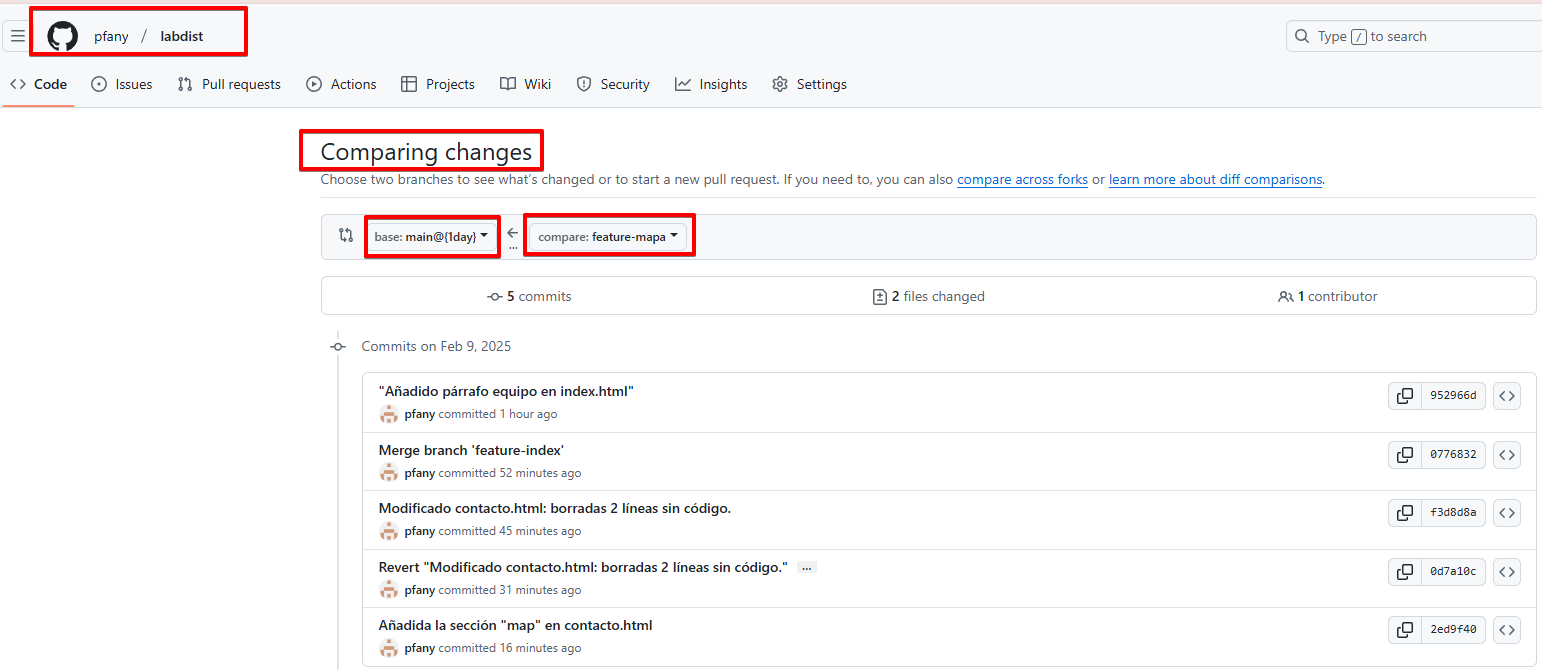 pfany / labdist
Type / to search
Code Issues Pull requests Actions Projects Wiki Security Insights Settings
Comparing changes
Choose two branches to see what's changed or to start a new pull request. If you need to, you can also compare across forks or learn more about diff comparisons.
base: main@{1day} ... compare: feature-mapa
5 commits 2 files changed 1 contributor
Commits on Feb 9, 2025
"Añadido párrafo equipo en index.html" 952966d
pfany committed 1 hour ago
Merge branch 'feature-index' 0776832
pfany committed 52 minutes ago
Modificado contacto.html: borradas 2 líneas sin código. f3d8d8a
pfany committed 45 minutes ago
Revert "Modificado contacto.html: borradas 2 líneas sin código." ... 0d7a10c
pfany committed 31 minutes ago
Añadida la sección "map" en contacto.html 2ed9f40
pfany committed 16 minutes ago